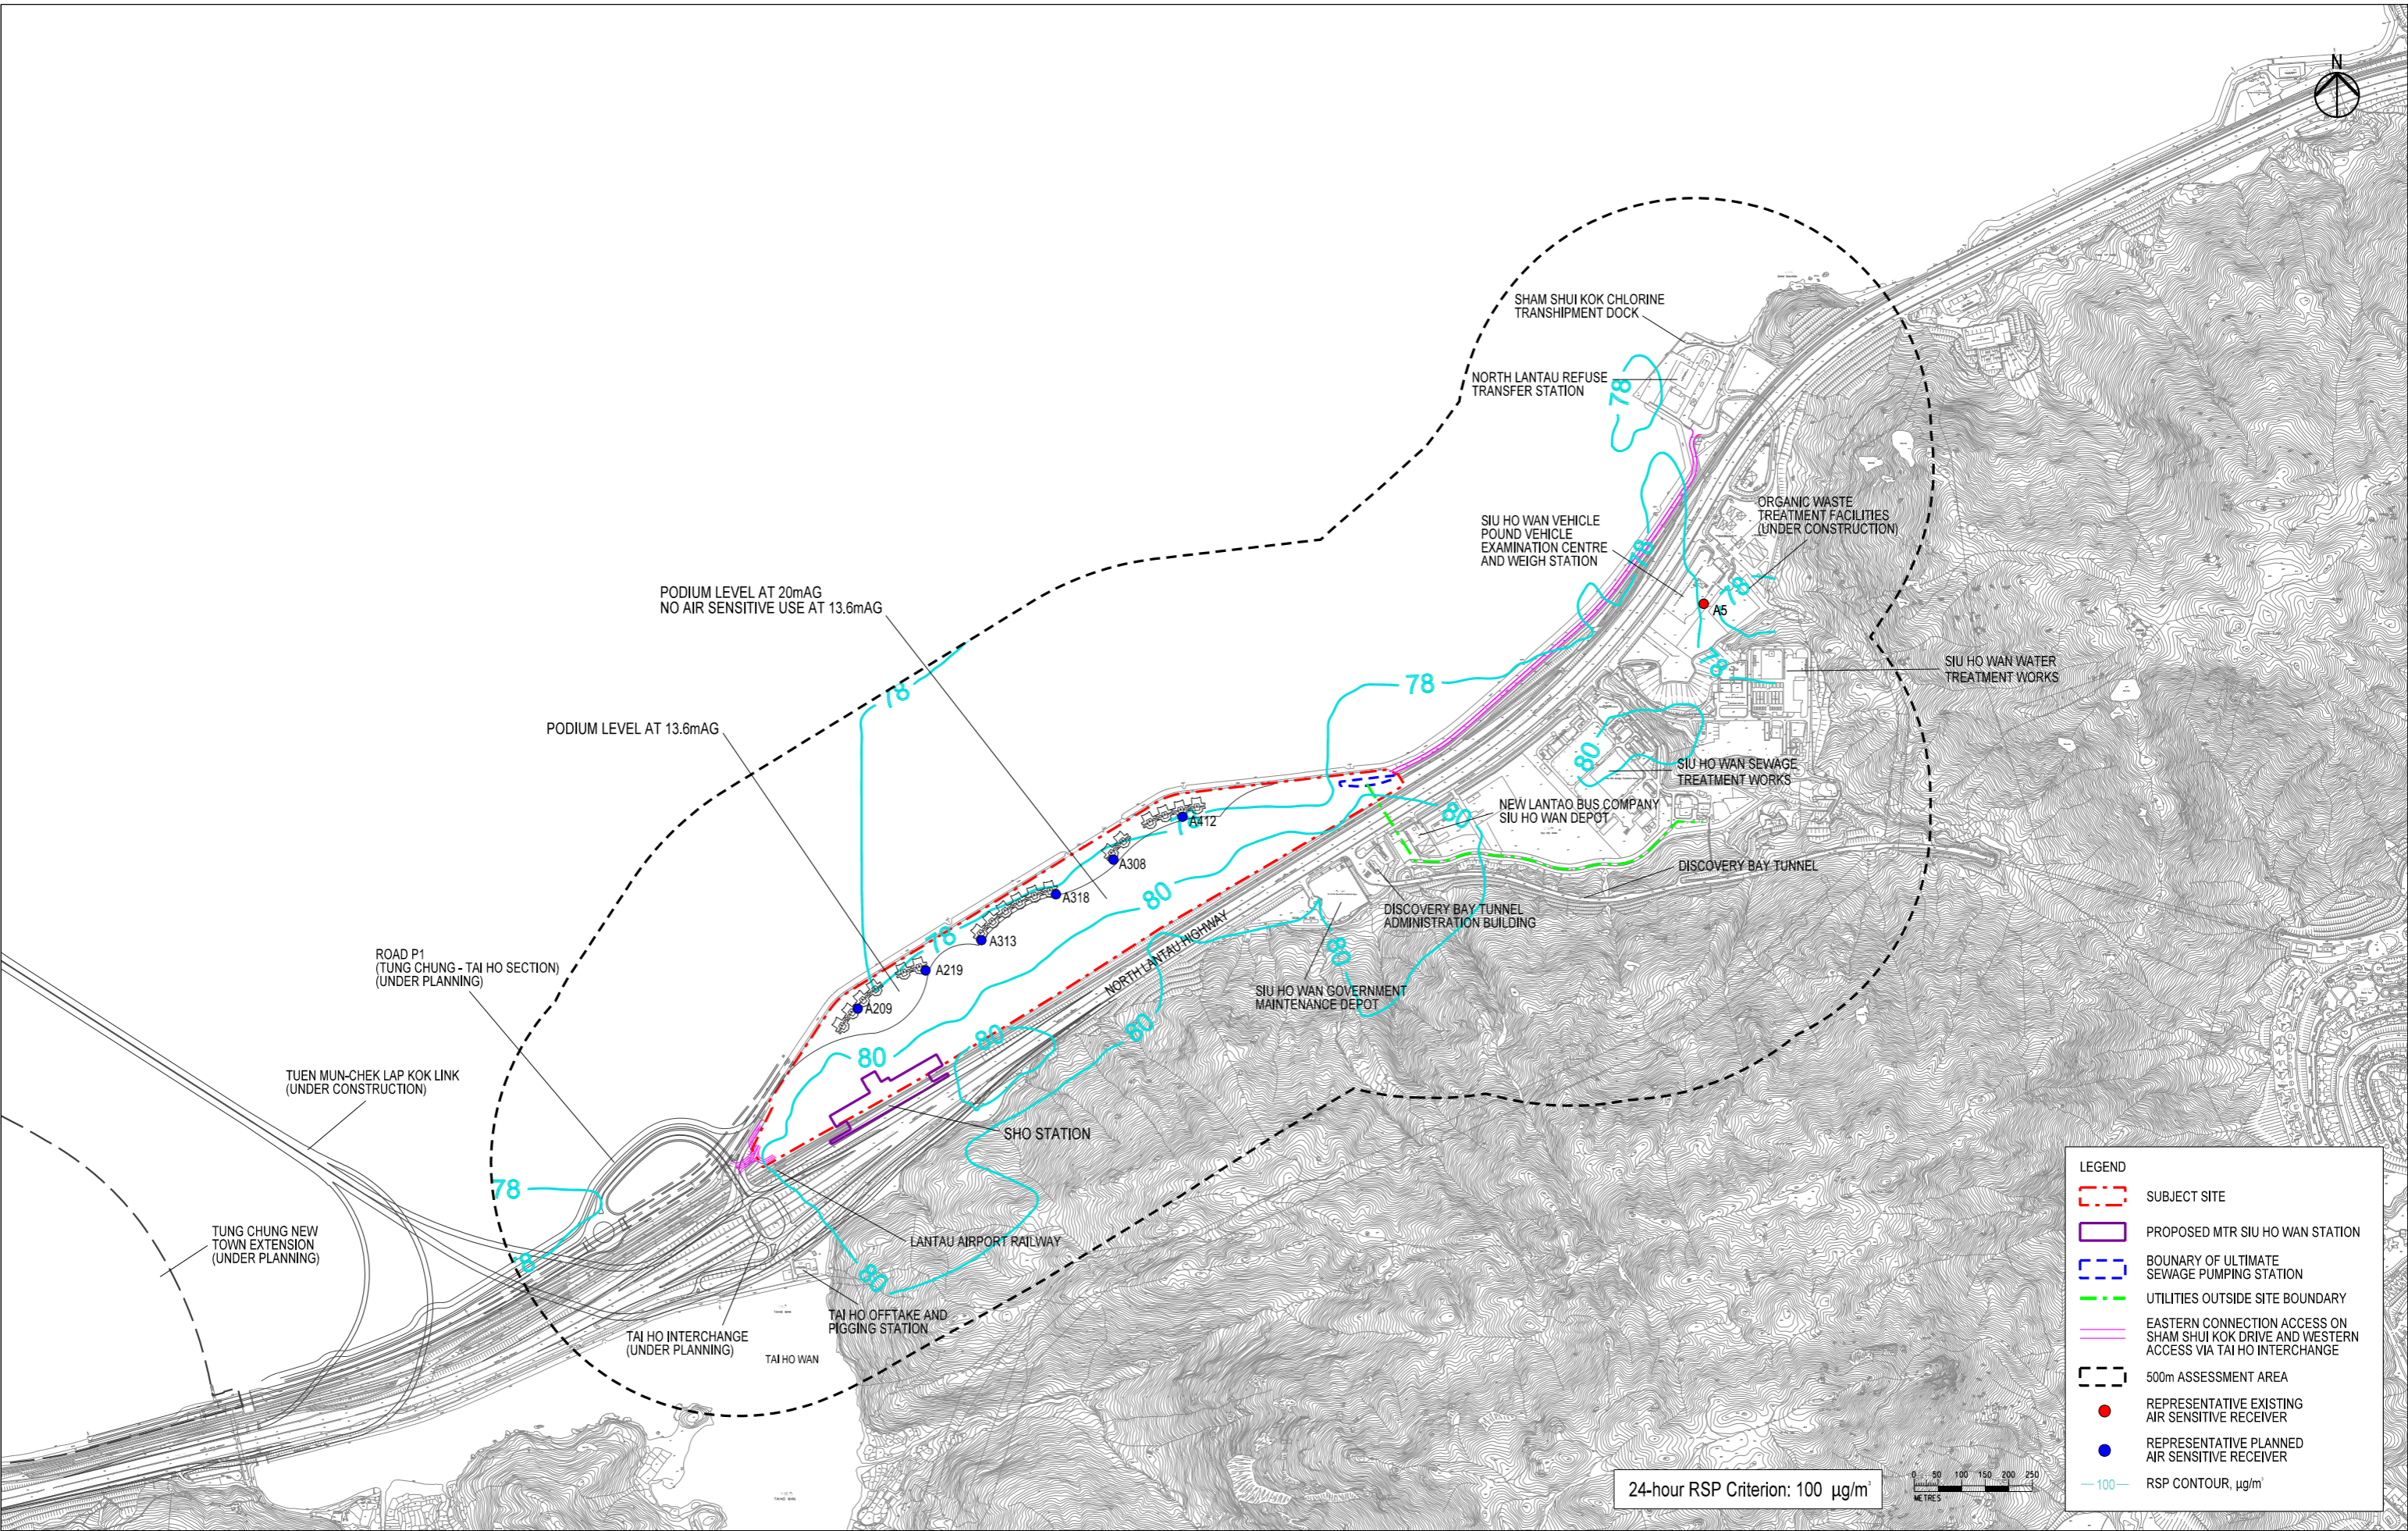 N
SHAM SHUI KOK CHLORINE
TRANSHIPMENT DOCK
NORTH LANTAU REFUSE
TRANSFER STATION
78
ORGANIC WASTE
TREATMENT FACILITIES
(UNDER CONSTRUCTION)
SIU HO WAN VEHICLE
POUND VEHICLE
EXAMINATION CENTRE
AND WEIGH STATION
78
78
A5
PODIUM LEVEL AT 20mAG
NO AIR SENSITIVE USE AT 13.6mAG
78
78
78
SIU HO WAN WATER
TREATMENT WORKS
PODIUM LEVEL AT 13.6mAG
80
SIU HO WAN SEWAGE
TREATMENT WORKS
NEW LANTAO BUS COMPANY
SIU HO WAN DEPOT
80
78
A412
A308
DISCOVERY BAY TUNNEL
80
A318
DISCOVERY BAY TUNNEL
ADMINISTRATION BUILDING
78
A313
80
NORTH LANTAU HIGHWAY
ROAD P1
(TUNG CHUNG - TAI HO SECTION)
(UNDER PLANNING)
A219
SIU HO WAN GOVERNMENT
MAINTENANCE DEPOT
A209
80
80
80
TUEN MUN-CHEK LAP KOK LINK
(UNDER CONSTRUCTION)
SHO STATION
78
TUNG CHUNG NEW
TOWN EXTENSION
(UNDER PLANNING)
LANTAU AIRPORT RAILWAY
78
80
TAI HO OFFTAKE AND
PIGGING STATION
TAI HO INTERCHANGE
(UNDER PLANNING)
TAI HO WAN
LEGEND
SUBJECT SITE
PROPOSED MTR SIU HO WAN STATION
BOUNARY OF ULTIMATE
SEWAGE PUMPING STATION
UTILITIES OUTSIDE SITE BOUNDARY
EASTERN CONNECTION ACCESS ON
SHAM SHUI KOK DRIVE AND WESTERN
ACCESS VIA TAI HO INTERCHANGE
500m ASSESSMENT AREA
REPRESENTATIVE EXISTING
AIR SENSITIVE RECEIVER
REPRESENTATIVE PLANNED
AIR SENSITIVE RECEIVER
100 RSP CONTOUR, µg/m³
24-hour RSP Criterion: 100 µg/m³
0 50 100 150 200 250
METRES